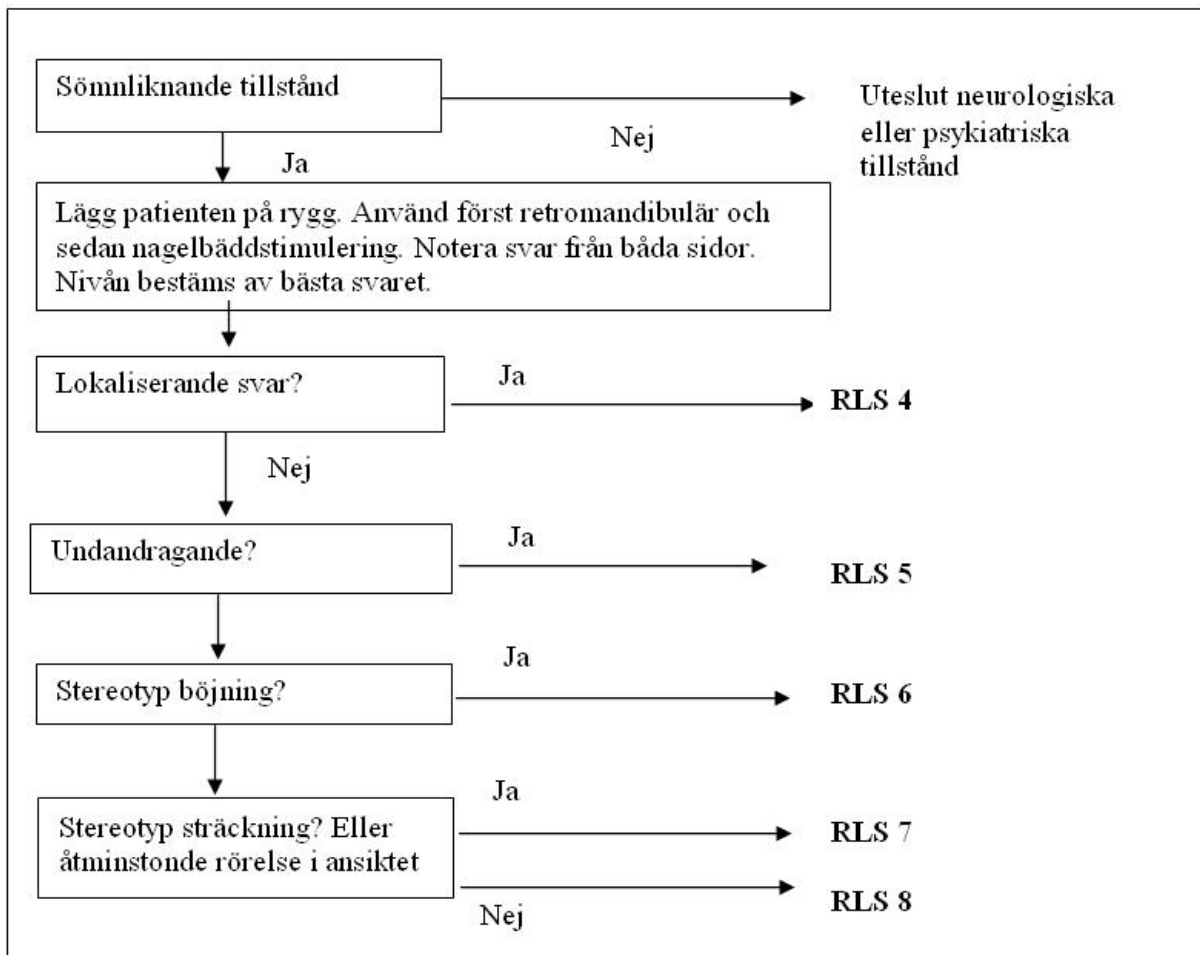 Sömnliknande tillstånd
Nej
Uteslut neurologiska
eller psykiatriska
tillstånd
Ja
Lägg patienten på rygg. Använd först retromandibulär och
sedan nagelbäddstimulering. Notera svar från båda sidor.
Nivån bestäms av bästa svaret.
Lokaliserande svar?
Ja
RLS 4
Nej
Undandragande?
Ja
RLS 5
Stereotyp böjning?
Ja
RLS 6
Stereotyp sträckning? Eller
åtminstonde rörelse i ansiktet
Ja
RLS 7
Nej
RLS 8